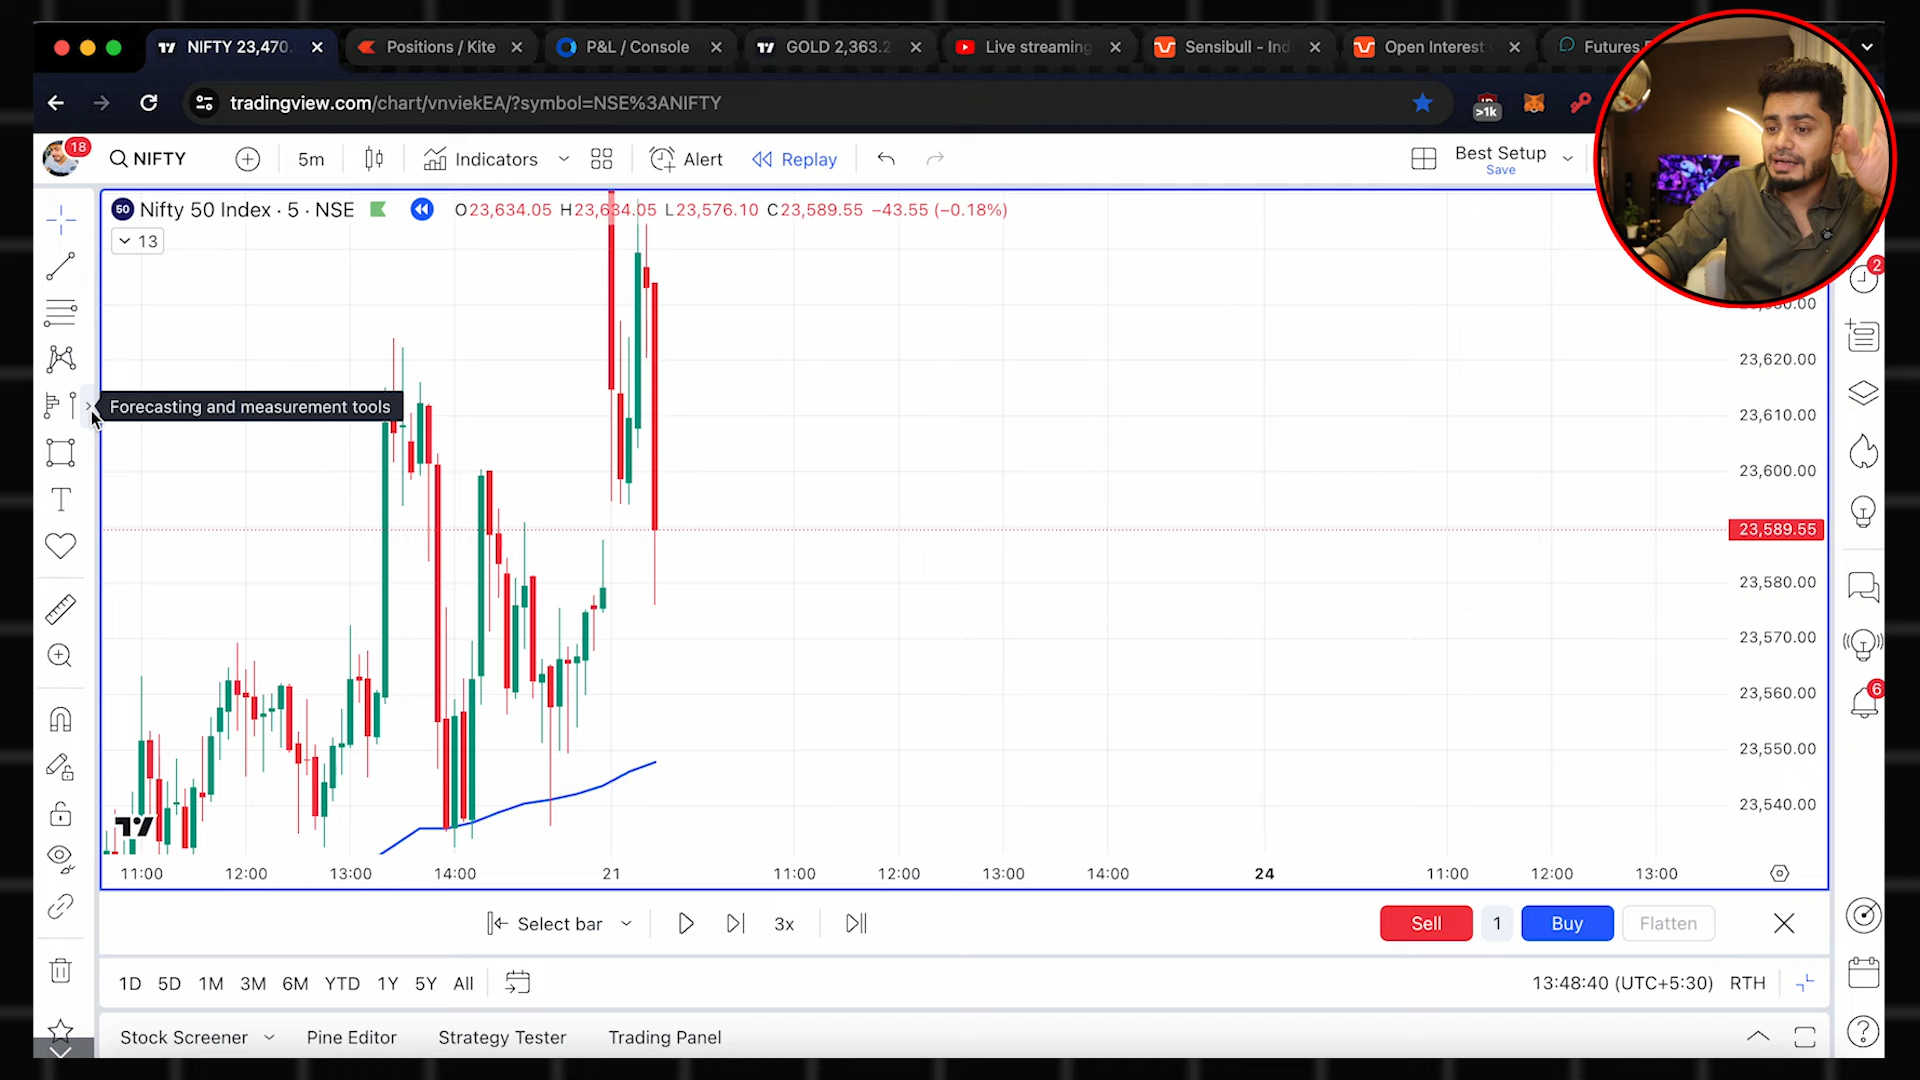 NIFTY 23,470.
Positions / Kite
P&L / Console
GOLD 2,363.2
Live streaming
Sensibull - Ind
Open Interest
Futures
tradingview.com/chart/vnviekEA/?symbol=NSE%3ANIFTY
>1k
18
NIFTY
5m
Indicators
Alert
Replay
Best Setup
Save
50
Nifty 50 Index · 5 · NSE
O23,634.05 H23,634.05 L23,576.10 C23,589.55 −43.55 (−0.18%)
13
2
23,620.00
Forecasting and measurement tools
23,610.00
23,600.00
23,589.55
23,580.00
23,570.00
23,560.00
6
23,550.00
23,540.00
11:00 12:00 13:00 14:00 21 11:00 12:00 13:00 14:00 24 11:00 12:00 13:00
Select bar
3x
Sell
1
Buy
Flatten
1D 5D 1M 3M 6M YTD 1Y 5Y All
13:48:40 (UTC+5:30) RTH
Stock Screener
Pine Editor
Strategy Tester
Trading Panel